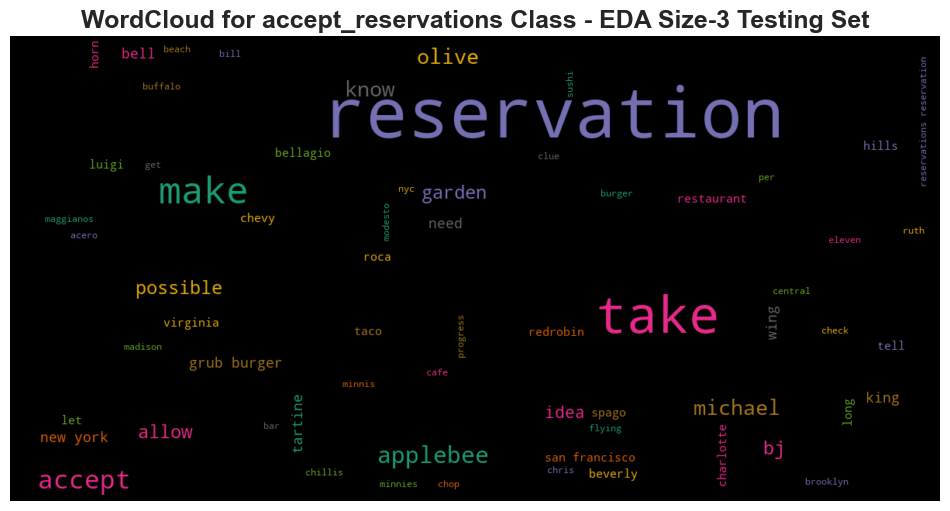 WordCloud for accept_reservations Class - EDA Size-3 Testing Set
horn
bell
beach
bill
olive
buffalo
know
sushi
reservation
reservations reservation
hills
bellagio
luigi
get
clue
make
nyc
garden
burger
restaurant
per
maggianos
chevy
modesto
need
acero
eleven
ruth
roca
possible
central
take
virginia
taco
progress
redrobin
wing
check
madison
grub burger
tell
cafe
minnis
let
tartine
idea
spago
michael
long
king
new york
allow
bar
flying
bj
applebee
san francisco
charlotte
accept
chillis
chris
beverly
minnies
chop
brooklyn